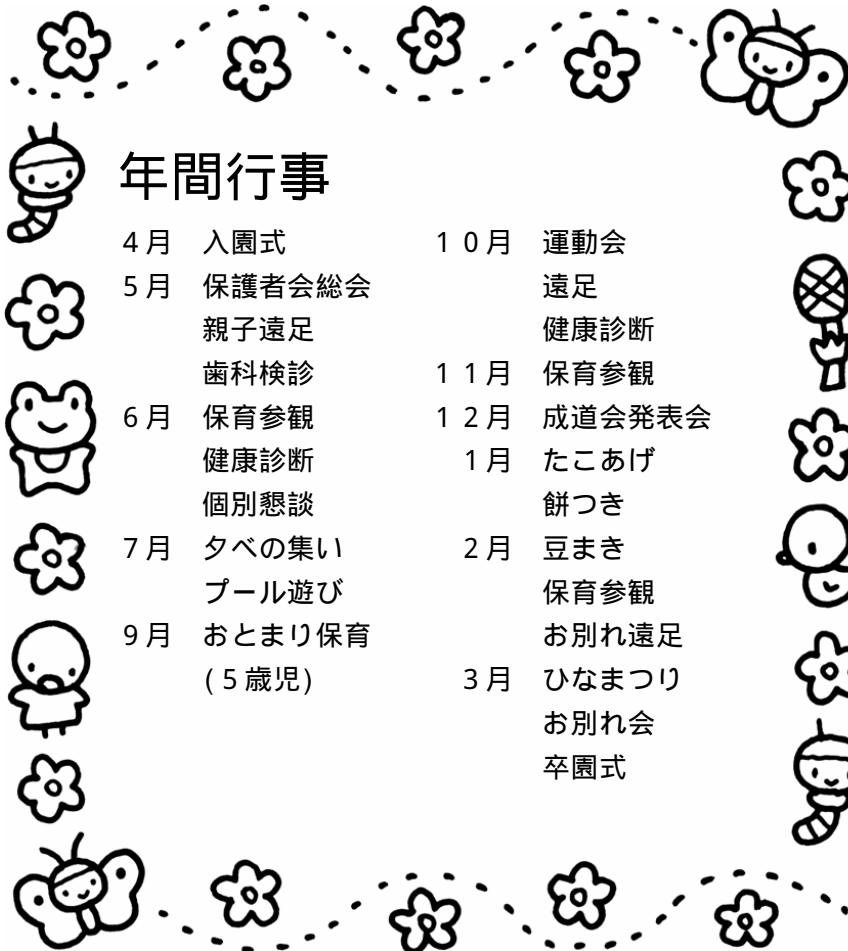 年間行事
4月 入園式
5月 保護者会総会
親子遠足
歯科検診
6月 保育参観
健康診断
個別懇談
7月 夕べの集い
プール遊び
9月 おとまり保育
(5歳児)
10月 運動会
遠足
健康診断
11月 保育参観
12月 成道会発表会
1月 たこあげ
餅つき
2月 豆まき
保育参観
お別れ遠足
3月 ひなまつり
お別れ会
卒園式